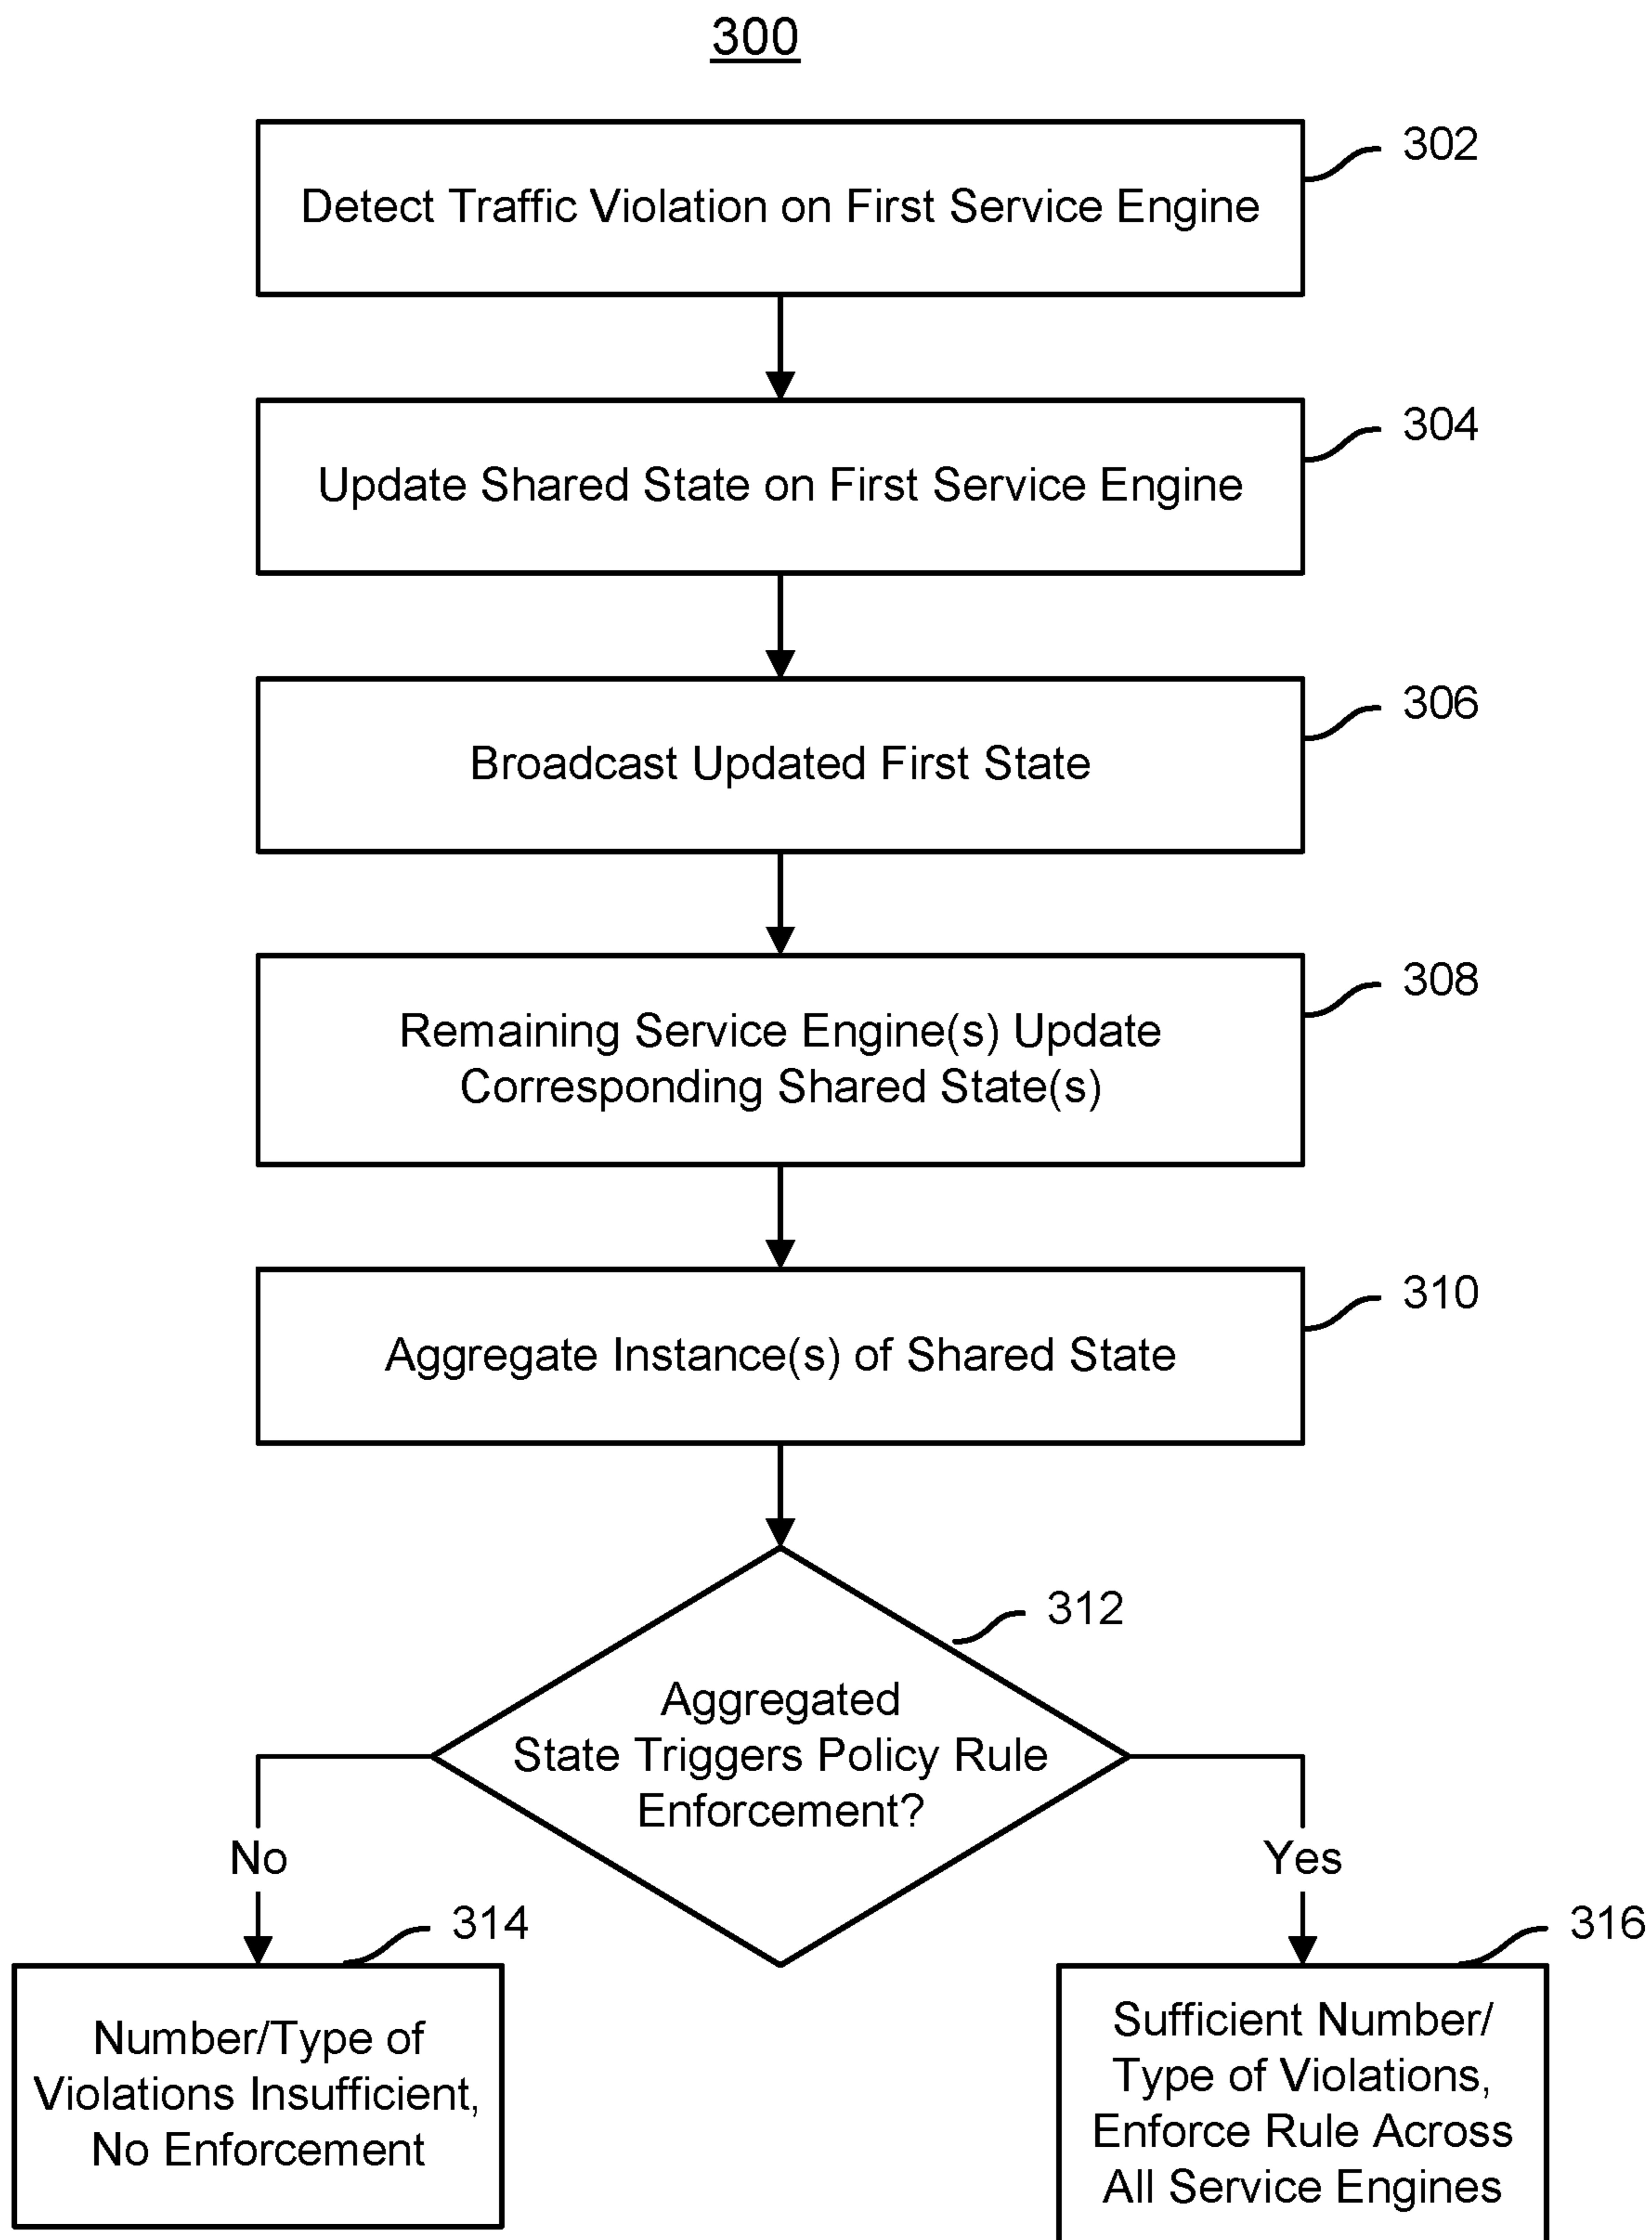 300
302
Detect Traffic Violation on First Service Engine
304
Update Shared State on First Service Engine
306
Broadcast Updated First State
308
Remaining Service Engine(s) Update
Corresponding Shared State(s)
310
Aggregate Instance(s) of Shared State
312
Aggregated
State Triggers Policy Rule
Enforcement?
No
Yes
314
Number/Type of
Violations Insufficient,
No Enforcement
316
Sufficient Number/
Type of Violations,
Enforce Rule Across
All Service Engines